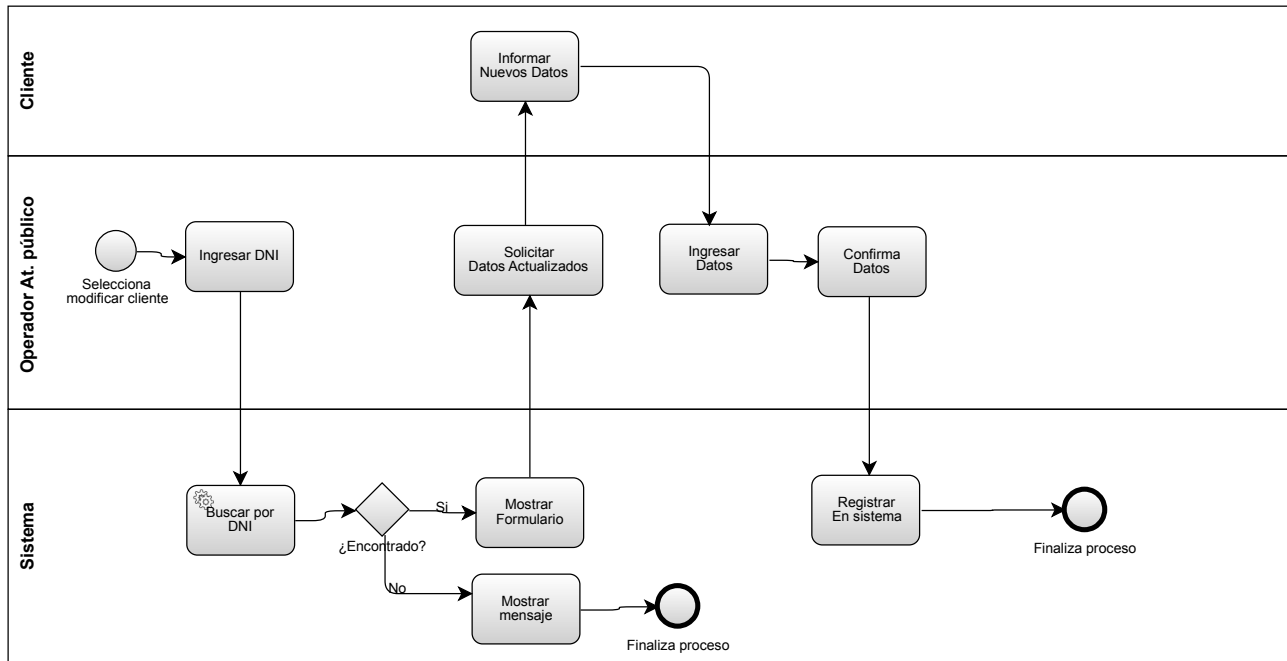 Cliente
Informar
Nuevos Datos
Operador At. público
Selecciona
modificar cliente
Ingresar DNI
Solicitar
Datos Actualizados
Ingresar
Datos
Confirma
Datos
Sistema
Buscar por
DNI
¿Encontrado?
Si
Mostrar
Formulario
No
Mostrar
mensaje
Finaliza proceso
Registrar
En sistema
Finaliza proceso